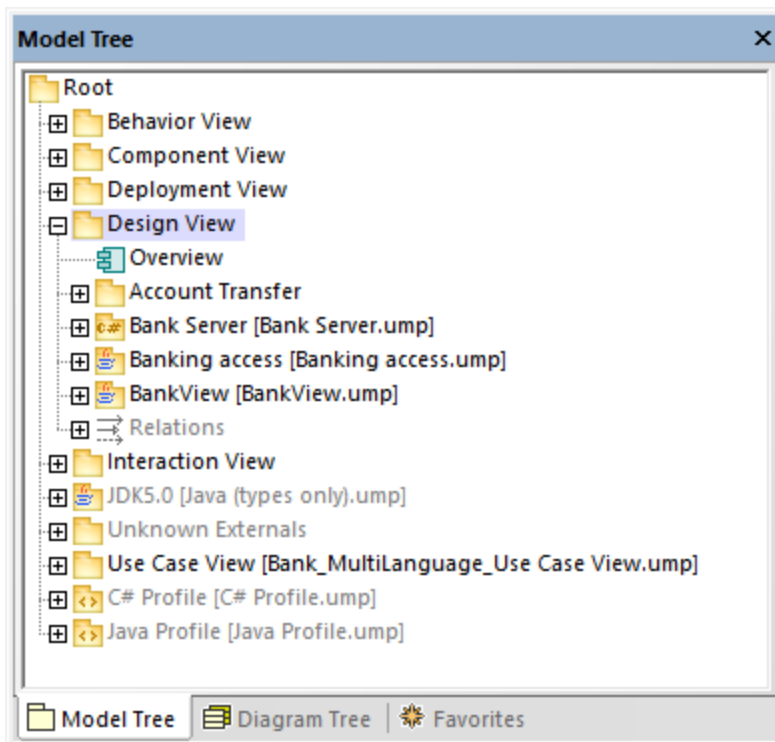 Model Tree
Root
Behavior View
Component View
Deployment View
Design View
Overview
Account Transfer
c# Bank Server [Bank Server.ump]
Banking access [Banking access.ump]
BankView [BankView.ump]
Relations
Interaction View
JDK5.0 [Java (types only).ump]
Unknown Externals
Use Case View [Bank_MultiLanguage_Use Case View.ump]
C# Profile [C# Profile.ump]
Java Profile [Java Profile.ump]
Model Tree Diagram Tree Favorites